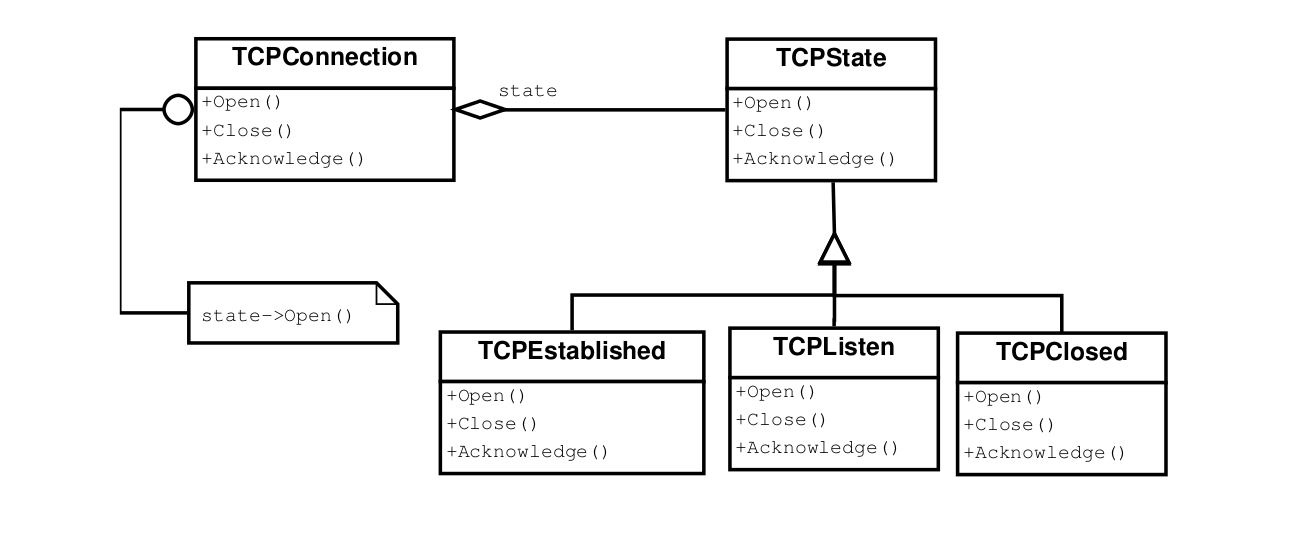 TCPConnection
+Open()
+Close()
+Acknowledge()
state
TCPState
+Open()
+Close()
+Acknowledge()
state->Open()
TCPEstablished
+Open()
+Close()
+Acknowledge()
TCPListen
+Open()
+Close()
+Acknowledge()
TCPClosed
+Open()
+Close()
+Acknowledge()